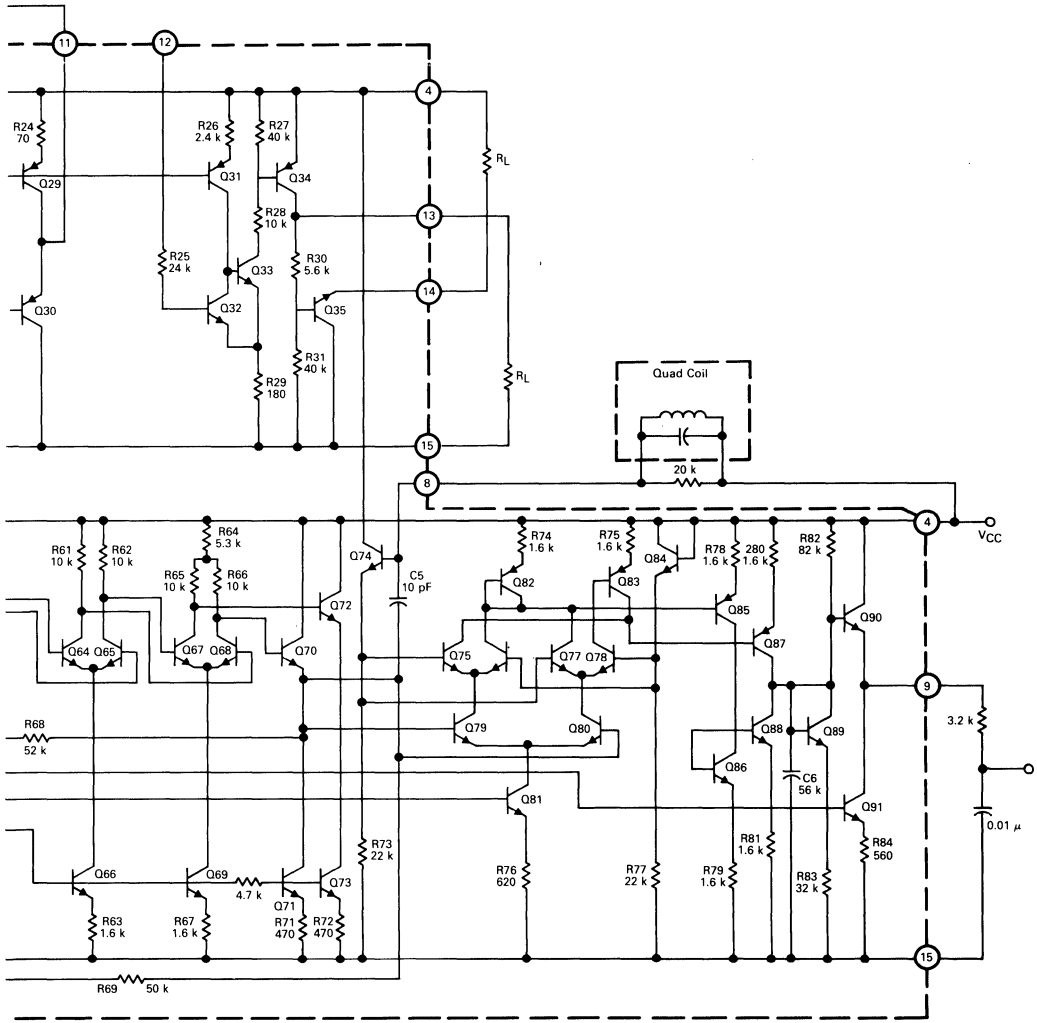 11
12
4
R24
70
R26
2.4 k
R27
40 k
Q29
Q31
Q34
RL
R28
10 k
13
R25
24 k
R30
5.6 k
Q33
14
Q30
Q32
Q35
R31
40 k
R29
180
RL
Quad Coil
15
20 k
8
4
VCC
R61
10 k
R62
10 k
R64
5.3 k
R65
10 k
R66
10 k
Q74
C5
10 pF
R74
1.6 k
R75
1.6 k
Q84
R78
1.6 k
280
1.6 k
R82
82 k
Q82
Q83
Q72
Q85
Q90
Q87
Q64
Q65
Q67
Q68
Q70
Q75
Q77
Q78
9
R68
52 k
Q79
Q80
Q88
Q89
3.2 k
Q86
C6
56 k
Q81
Q91
0.01 μ
R73
22 k
R81
1.6 k
R84
560
Q66
Q69
4.7 k
Q71
Q73
R76
620
R77
22 k
R79
1.6 k
R83
32 k
R63
1.6 k
R67
1.6 k
R71
470
R72
470
15
R69
50 k